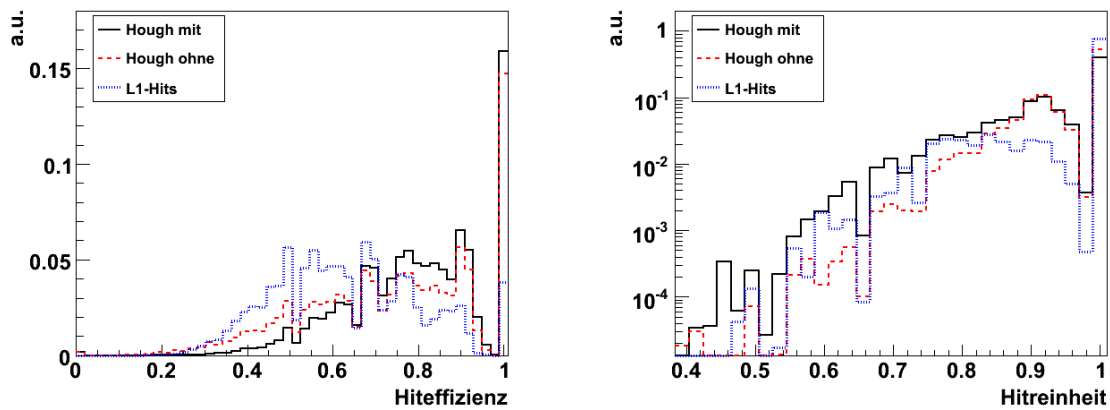 a.u.
Hough mit
Hough ohne
L1-Hits
0.15
0.1
0.05
0
0 0.2 0.4 0.6 0.8 1
Hiteffizienz
a.u.
Hough mit
Hough ohne
L1-Hits
1
10-1
10-2
10-3
10-4
0.4 0.5 0.6 0.7 0.8 0.9 1
Hitreinheit